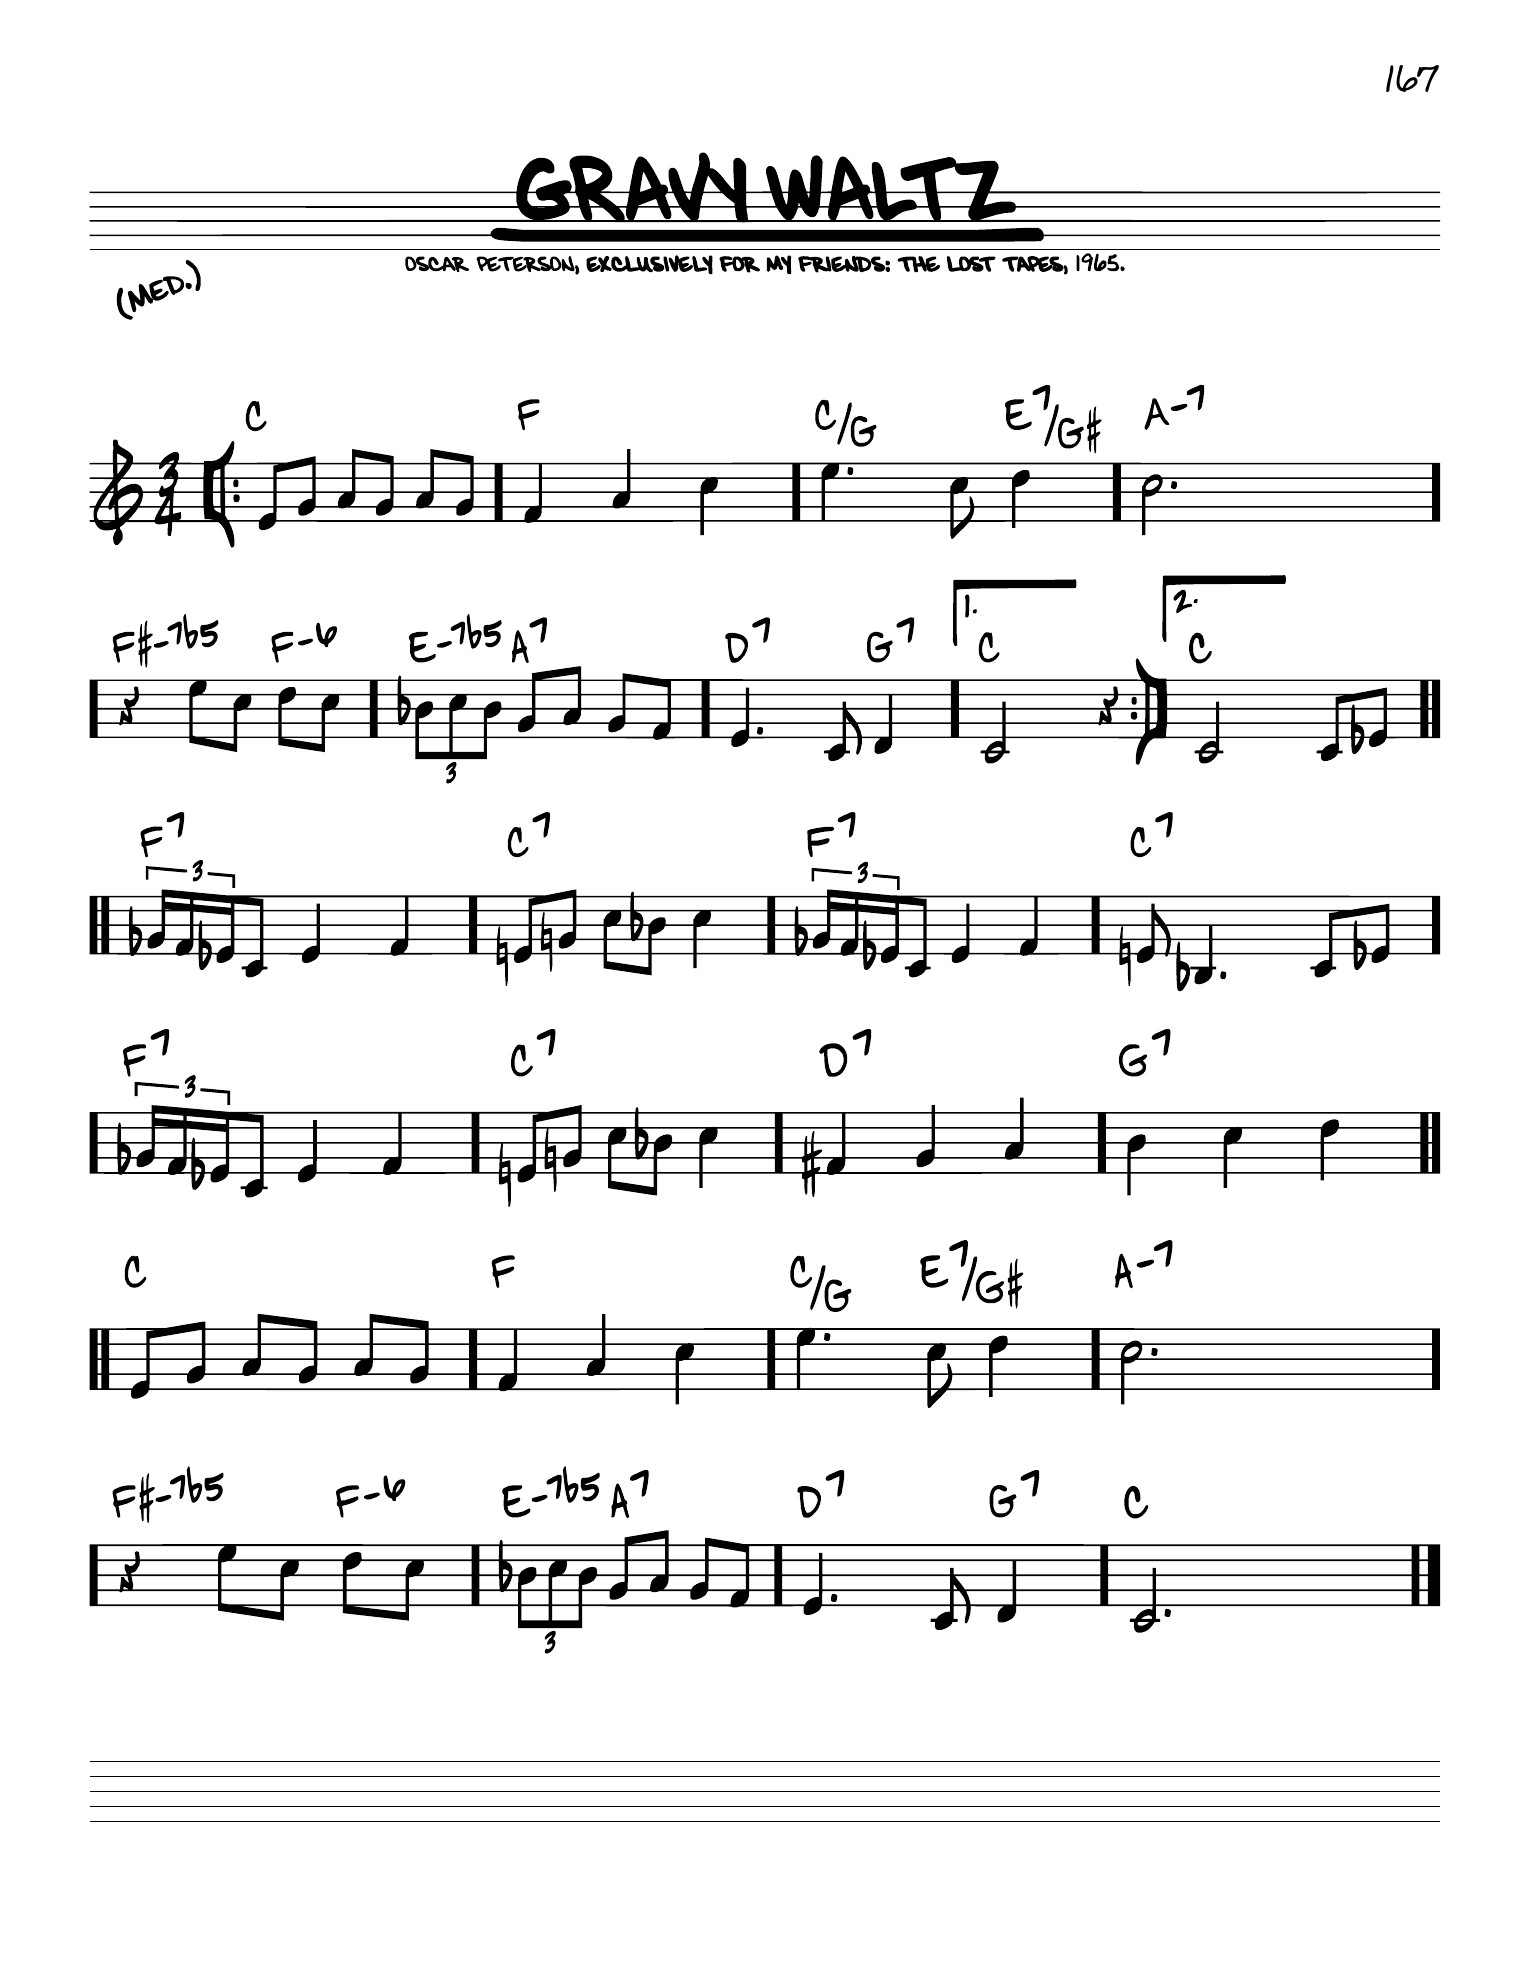 167
GRAVY WALTZ
OSCAR PETERSON, EXCLUSIVELY FOR MY FRIENDS: THE LOST TAPES, 1965.
(MED.)
C F C/G E7/G# A-7
3
4
1. 2.
F#-7b5 F-6 E-7b5 A7 D7 G7 C C
3
F7 C7 F7 C7
3 3
F7 C7 D7 G7
3
C F C/G E7/G# A-7
F#-7b5 F-6 E-7b5 A7 D7 G7 C
3